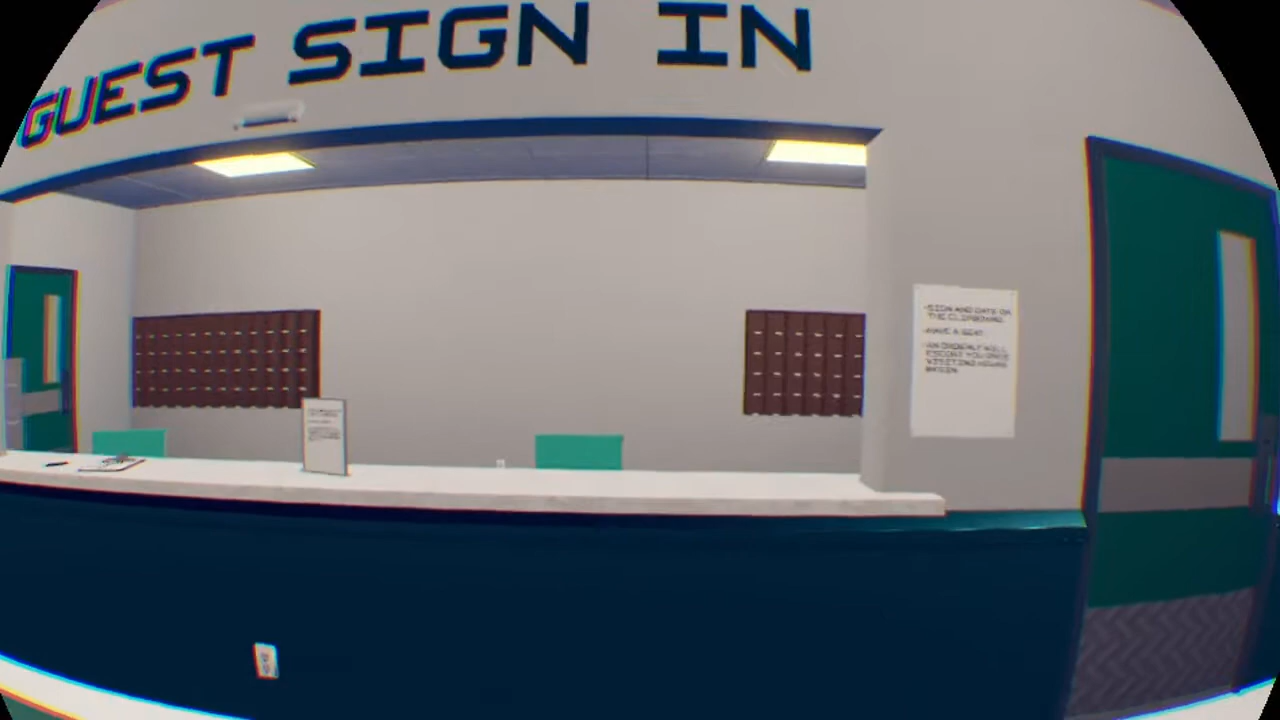 GUEST SIGN IN
-SIGN AND DATE ON
THE CLIPBOARD.
-HAVE A SEAT.
-AN ORDERLY WILL
ESCORT YOU ONCE
VISITING HOURS
BEGIN.